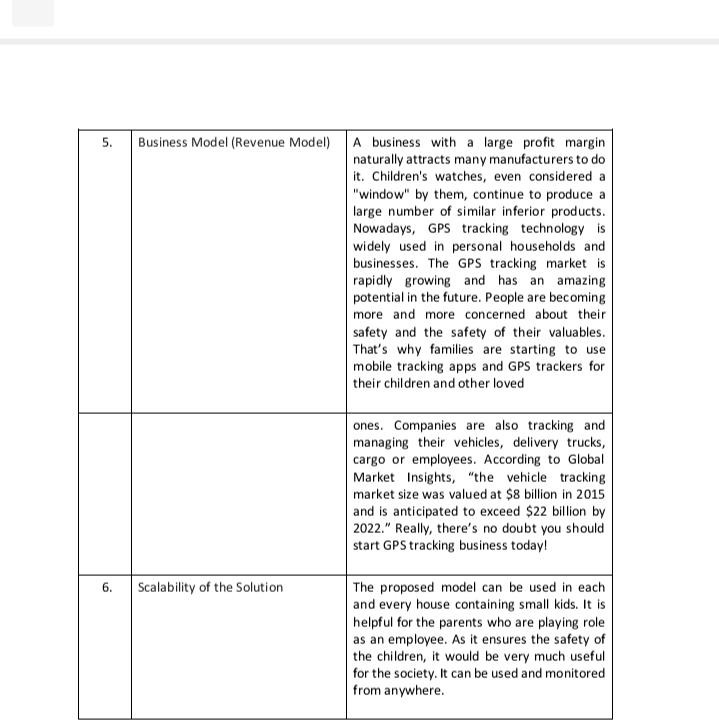 5. Business Model (Revenue Model) A business with a large profit margin
naturally attracts many manufacturers to do
it. Children's watches, even considered a
"window" by them, continue to produce a
large number of similar inferior products.
Nowadays, GPS tracking technology is
widely used in personal households and
businesses. The GPS tracking market is
rapidly growing and has an amazing
potential in the future. People are becoming
more and more concerned about their
safety and the safety of their valuables.
That's why families are starting to use
mobile tracking apps and GPS trackers for
their children and other loved
ones. Companies are also tracking and
managing their vehicles, delivery trucks,
cargo or employees. According to Global
Market Insights, “the vehicle tracking
market size was valued at $8 billion in 2015
and is anticipated to exceed $22 billion by
2022.” Really, there’s no doubt you should
start GPS tracking business today!
6. Scalability of the Solution The proposed model can be used in each
and every house containing small kids. It is
helpful for the parents who are playing role
as an employee. As it ensures the safety of
the children, it would be very much useful
for the society. It can be used and monitored
from anywhere.